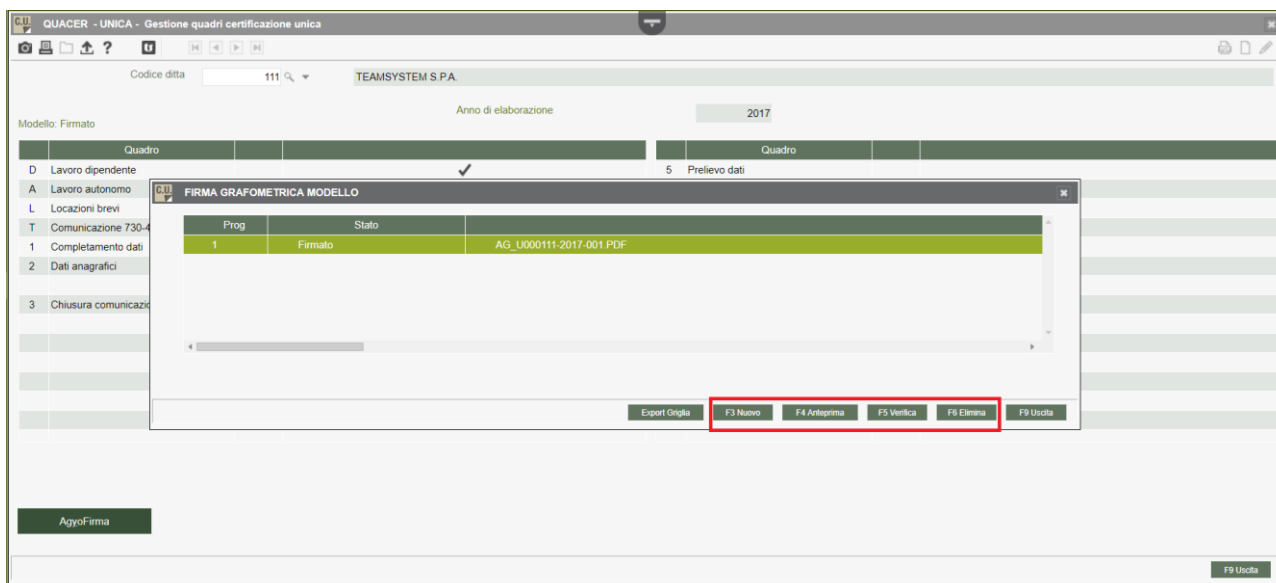 C.U. QUACER - UNICA - Gestione quadri certificazione unica
Codice ditta 111 TEAMSYSTEM S.P.A.
Anno di elaborazione 2017
Modello: Firmato
Quadro Quadro
D Lavoro dipendente 5 Prelievo dati
A Lavoro autonomo
L Locazioni brevi
T Comunicazione 730-4
1 Completamento dati
2 Dati anagrafici
3 Chiusura comunicazio
C.U. FIRMA GRAFOMETRICA MODELLO
Prog Stato
1 Firmato AG_U000111-2017-001.PDF
Export Griglia F3 Nuovo F4 Anteprima F5 Verifica F6 Elimina F9 Uscita
AgyoFirma
F9 Uscita